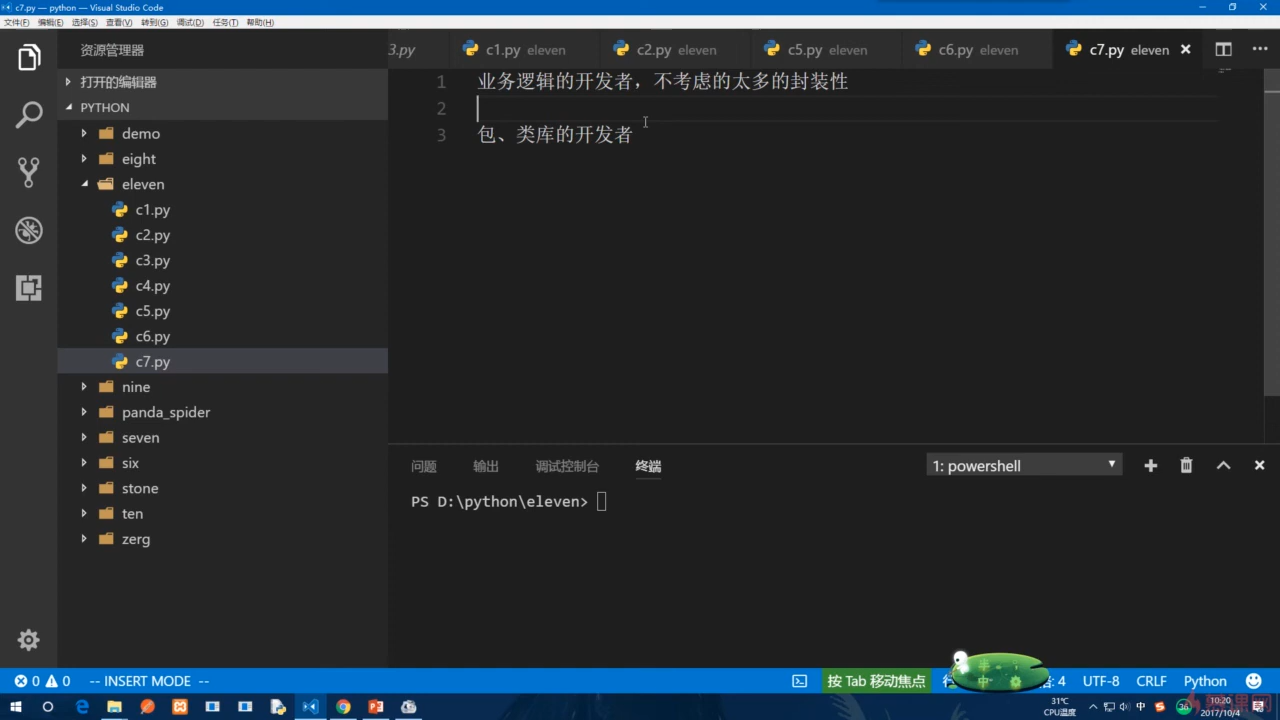 c7.py — python — Visual Studio Code
文件(F) 编辑(E) 选择(S) 查看(V) 转到(G) 调试(D) 任务(T) 帮助(H)
资源管理器
3.py c1.py eleven c2.py eleven c5.py eleven c6.py eleven c7.py eleven
打开的编辑器
PYTHON
demo
eight
eleven
c1.py
c2.py
c3.py
c4.py
c5.py
c6.py
c7.py
nine
panda_spider
seven
six
stone
ten
zerg
1 业务逻辑的开发者，不考虑的太多的封装性
2
3 包、类库的开发者
问题 输出 调试控制台 终端 1: powershell
PS D:\python\eleven>
0 0 -- INSERT MODE -- 按 Tab 移动焦点 4 UTF-8 CRLF Python
31℃
CPU温度
中
36
10:20
2017/10/4